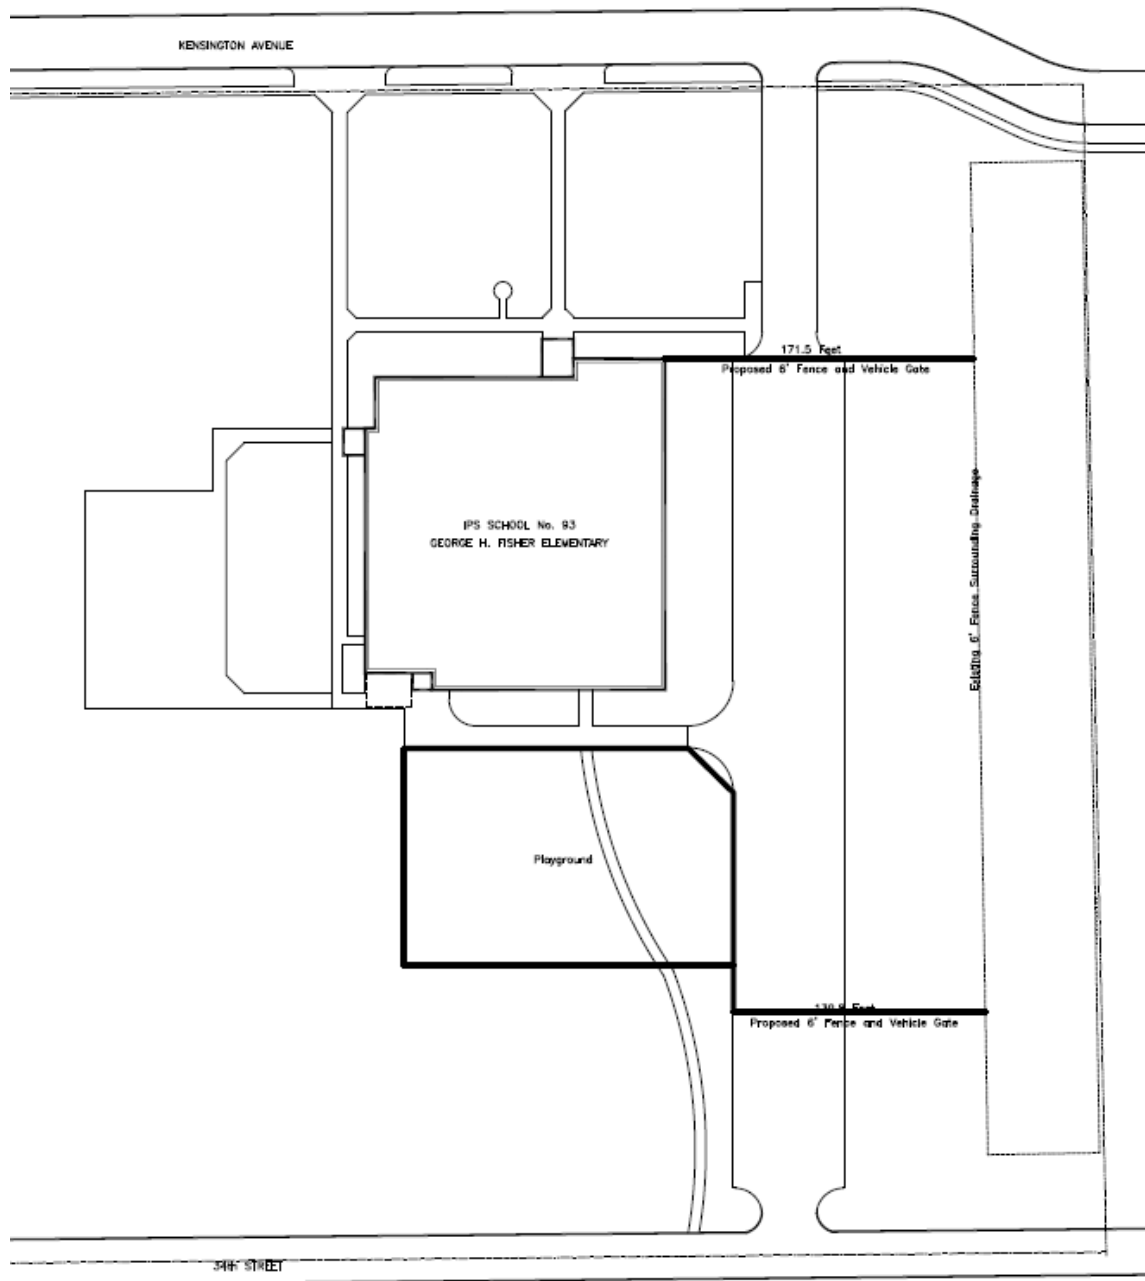 KENSINGTON AVENUE
171.5 Feet
Proposed 6' Fence and Vehicle Gate
Existing 6' Fence Surrounding Drainage
IPS SCHOOL No. 93
GEORGE H. FISHER ELEMENTARY
Playground
Feet
Proposed 6' Fence and Vehicle Gate
34th STREET